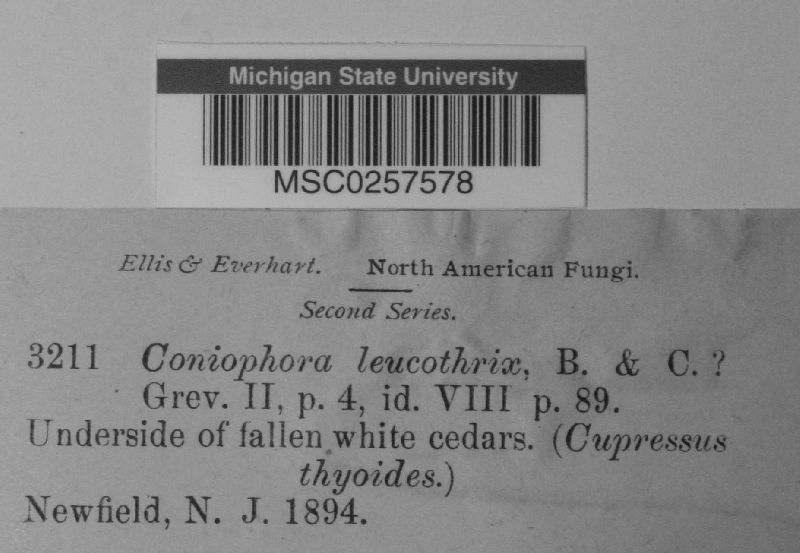 Michigan State University
MSC0257578
Ellis & Everhart. North American Fungi.
Second Series.
3211 Coniophora leucothrix, B. & C. ?
Grev. II, p. 4, id. VIII p. 89.
Underside of fallen white cedars. (Cupressus
thyoides.)
Newfield, N. J. 1894.